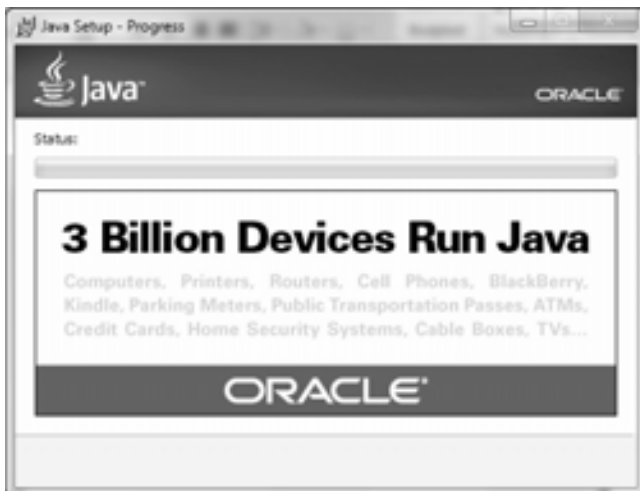 Java Setup - Progress
Java
ORACLE
Status:
3 Billion Devices Run Java
Computers, Printers, Routers, Cell Phones, BlackBerry,
Kindle, Parking Meters, Public Transportation Passes, ATMs,
Credit Cards, Home Security Systems, Cable Boxes, TVs...
ORACLE